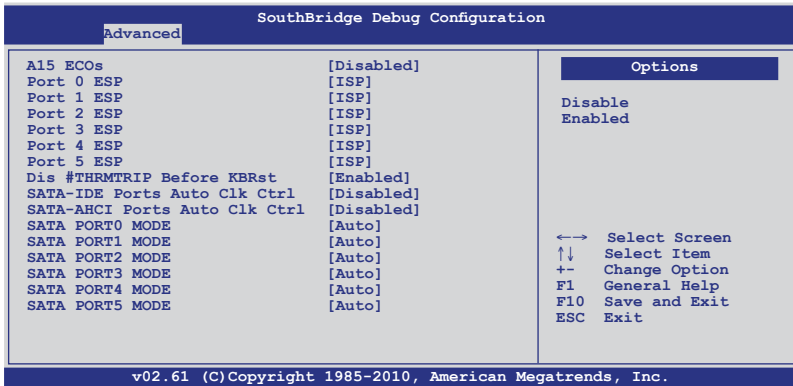 SouthBridge Debug Configuration
Advanced
A15 ECOs [Disabled]
Port 0 ESP [ISP]
Port 1 ESP [ISP]
Port 2 ESP [ISP]
Port 3 ESP [ISP]
Port 4 ESP [ISP]
Port 5 ESP [ISP]
Dis #THRMTRIP Before KBRst [Enabled]
SATA-IDE Ports Auto Clk Ctrl [Disabled]
SATA-AHCI Ports Auto Clk Ctrl [Disabled]
SATA PORT0 MODE [Auto]
SATA PORT1 MODE [Auto]
SATA PORT2 MODE [Auto]
SATA PORT3 MODE [Auto]
SATA PORT4 MODE [Auto]
SATA PORT5 MODE [Auto]
Options
Disable
Enabled
←→ Select Screen
↑↓ Select Item
+- Change Option
F1 General Help
F10 Save and Exit
ESC Exit
v02.61 (C)Copyright 1985-2010, American Megatrends, Inc.